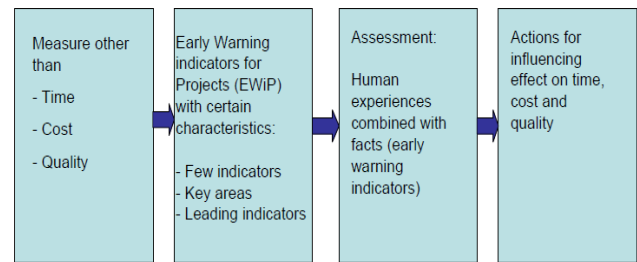 Measure other
than
- Time
- Cost
- Quality
Early Warning
indicators for
Projects (EWiP)
with certain
characteristics:
- Few indicators
- Key areas
- Leading indicators
Assessment:
Human
experiences
combined with
facts (early
warning
indicators)
Actions for
influencing
effect on time,
cost and
quality